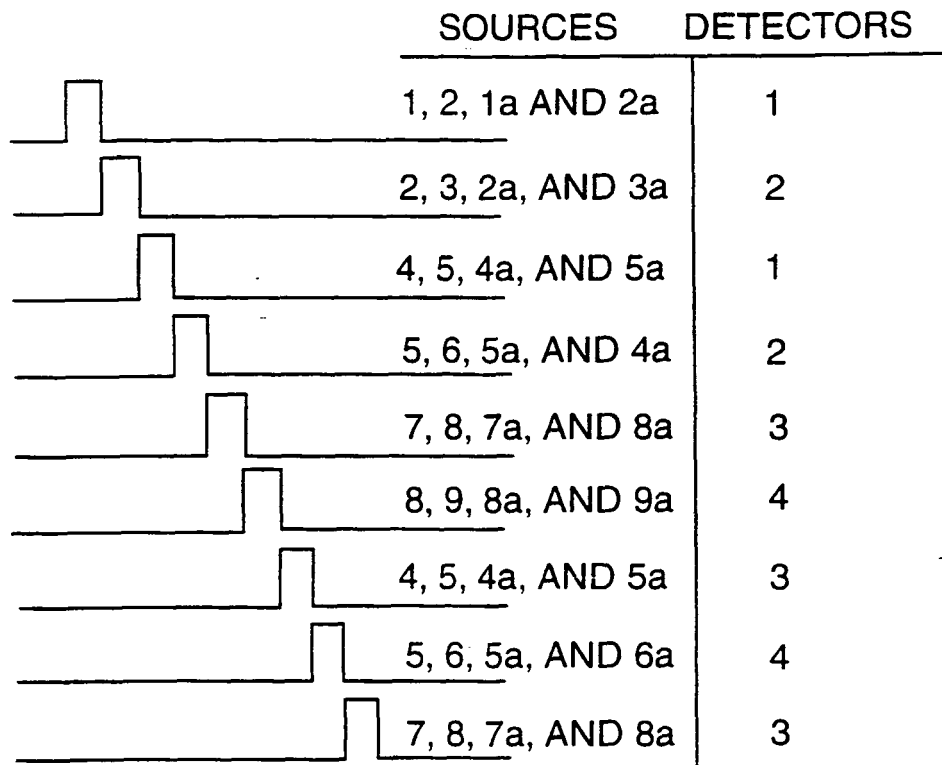 SOURCES DETECTORS
1, 2, 1a AND 2a 1
2, 3, 2a, AND 3a 2
4, 5, 4a, AND 5a 1
5, 6, 5a, AND 4a 2
7, 8, 7a, AND 8a 3
8, 9, 8a, AND 9a 4
4, 5, 4a, AND 5a 3
5, 6, 5a, AND 6a 4
7, 8, 7a, AND 8a 3